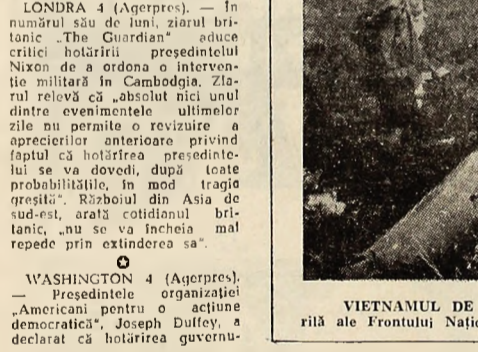 LONDRA 4 (Agerpres). — În
numărul său de luni, ziarul bri-
tanic „The Guardian" aduce
critici hotărîrii președintelui
Nixon de a ordona o interven-
ție militară în Cambodgia. Zia-
rul relevă că „absolut nici unul
dintre evenimentele ultimelor
zile nu permite o revizuire a
aprecierilor anterioare privind
faptul că hotărîrea președinte-
lui se va dovedi, după toate
probabilitățile, în mod tragic
greșită". Războiul din Asia de
sud-est, arată cotidianul bri-
tanic, „nu se va încheia mai
repede prin extinderea sa".
WASHINGTON 4 (Agerpres).
— Președintele organizației
„Americani pentru o acțiune
democratică", Joseph Duffey, a
declarat că hotărîrea guvernu-
VIETNAMUL DE
rilă ale Frontului Națio